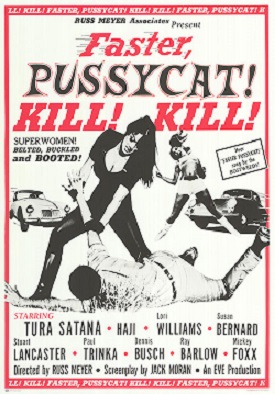 LL! KILL! FASTER, PUSSYCAT! KILL! KILL! FASTER, PUSSYCAT! K
RUSS MEYER Associates Present
Faster,
PUSSYCAT!
KILL! KILL!
SUPERWOMEN!
BELTED, BUCKLED
and BOOTED!
STARRING
TURA SATANA • HAJI • Lori WILLIAMS • Susan BERNARD
Stuart LANCASTER • Paul TRINKA • Dennis BUSCH • Ray BARLOW • Mickey FOXX
Directed by RUSS MEYER • Screenplay by JACK MORAN • An EVE Production
LE! KILL! FASTER, PUSSYCAT! KILL! KILL! FASTER, PUSSYCAT! K